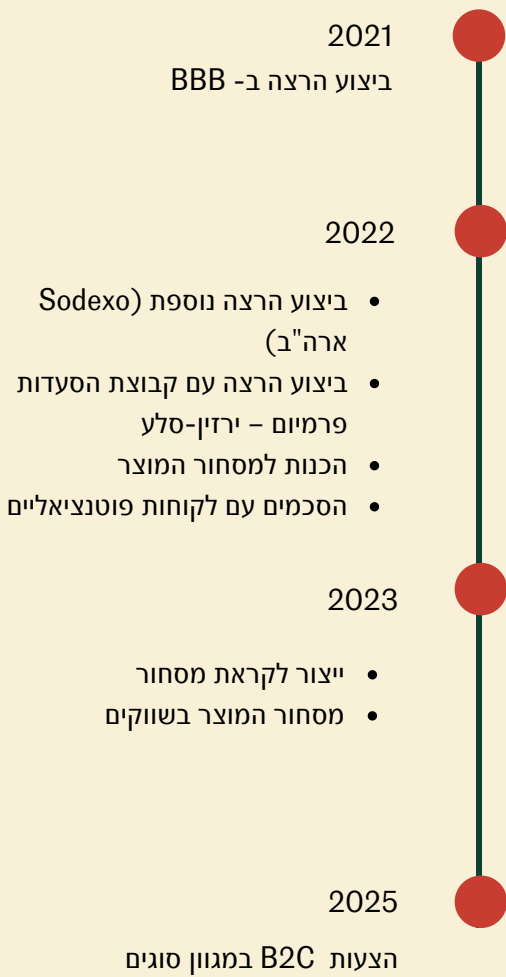 2021
ביצוע הרצה ב- BBB
2022
• ביצוע הרצה נוספת (Sodexo
ארה"ב)
• ביצוע הרצה עם קבוצת הסעדות
פרמיום – ירזין-סלע
• הכנות למסחור המוצר
• הסכמים עם לקוחות פוטנציאליים
2023
• ייצור לקראת מסחור
• מסחור המוצר בשווקים
2025
הצעות B2C במגוון סוגים